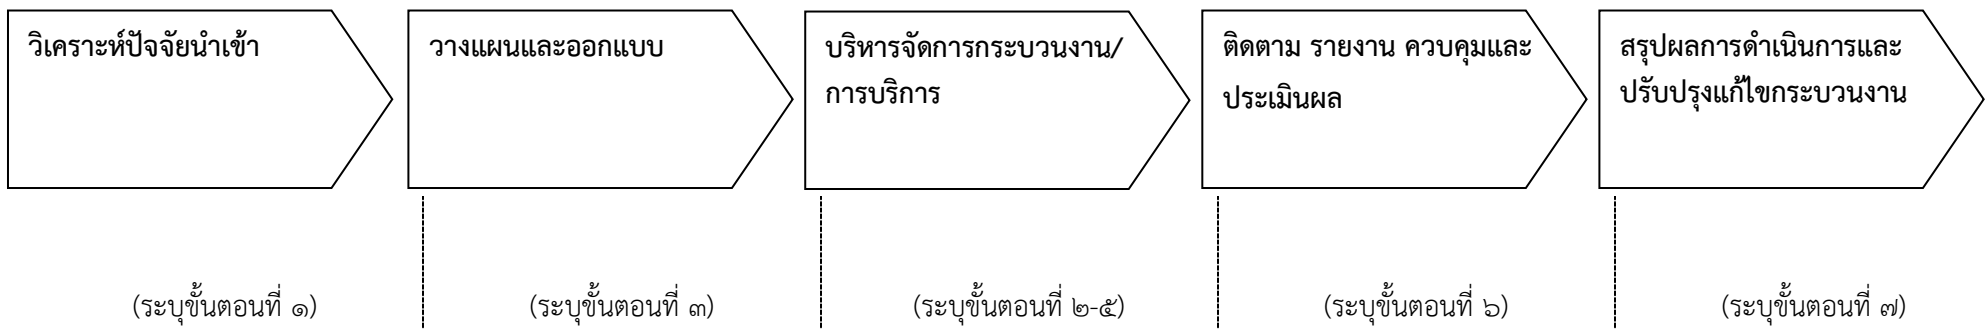 วิเคราะห์ปัจจัยนำเข้า
วางแผนและออกแบบ
บริหารจัดการกระบวนงาน/
การบริการ
ติดตาม รายงาน ควบคุมและ
ประเมินผล
สรุปผลการดำเนินการและ
ปรับปรุงแก้ไขกระบวนงาน
(ระบุขั้นตอนที่ ๑)
(ระบุขั้นตอนที่ ๓)
(ระบุขั้นตอนที่ ๒-๕)
(ระบุขั้นตอนที่ ๖)
(ระบุขั้นตอนที่ ๗)